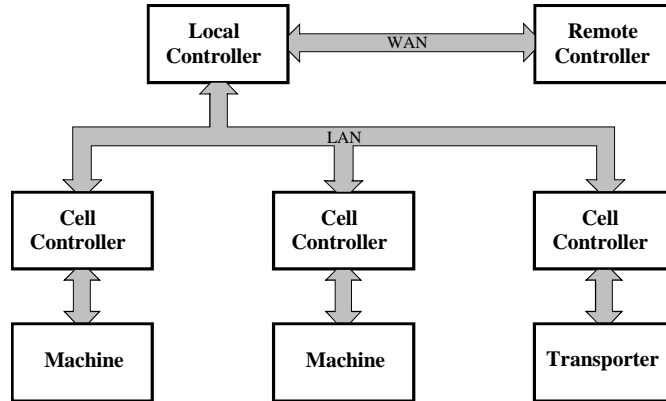 Local
Controller
WAN
Remote
Controller
LAN
Cell
Controller
Cell
Controller
Cell
Controller
Machine
Machine
Transporter